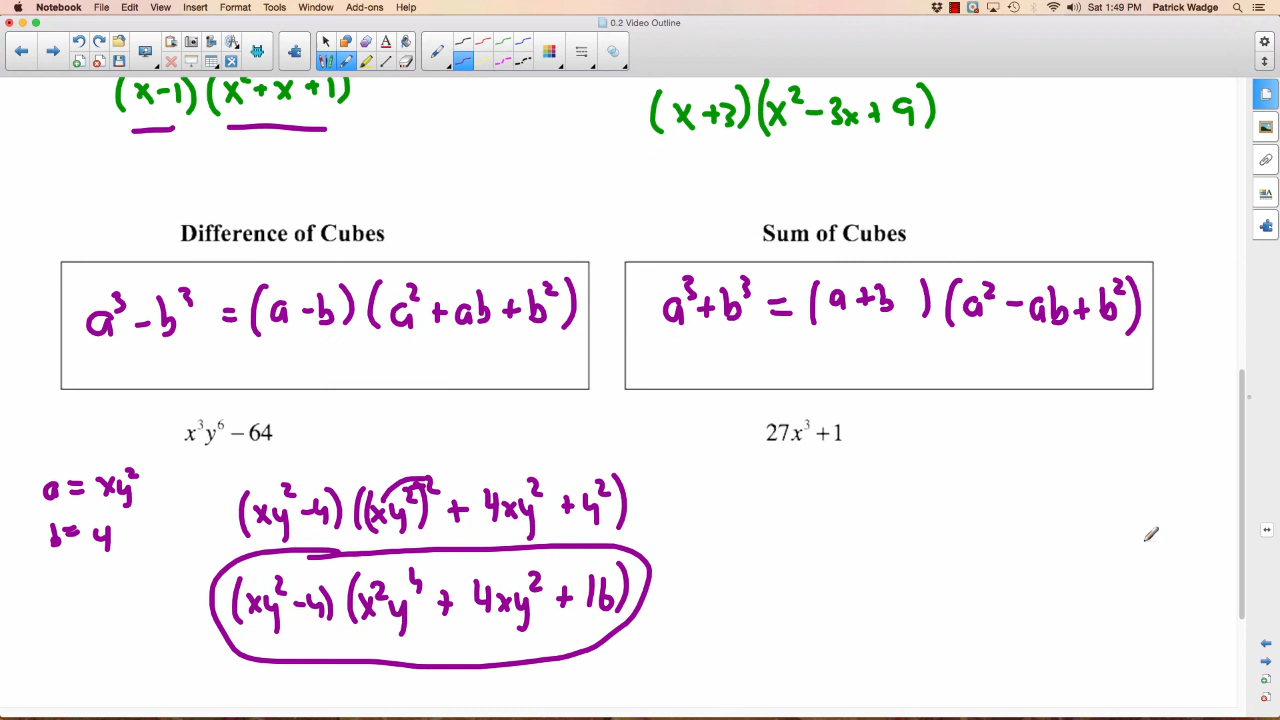 Notebook File Edit View Insert Format Tools Window Add-ons Help Sat 1:49 PM Patrick Wadge
0.2 Video Outline
(x-1)(x²+x+1)
(x+3)(x²-3x+9)
Difference of Cubes
Sum of Cubes
a³-b³ = (a-b)(a²+ab+b²)
a³+b³ = (a+b)(a²-ab+b²)
x³y⁶ − 64
27x³ + 1
a = xy²
b = 4
(xy²-4)((xy²)²+4xy²+4²)
(xy²-4)(x²y⁴+4xy²+16)